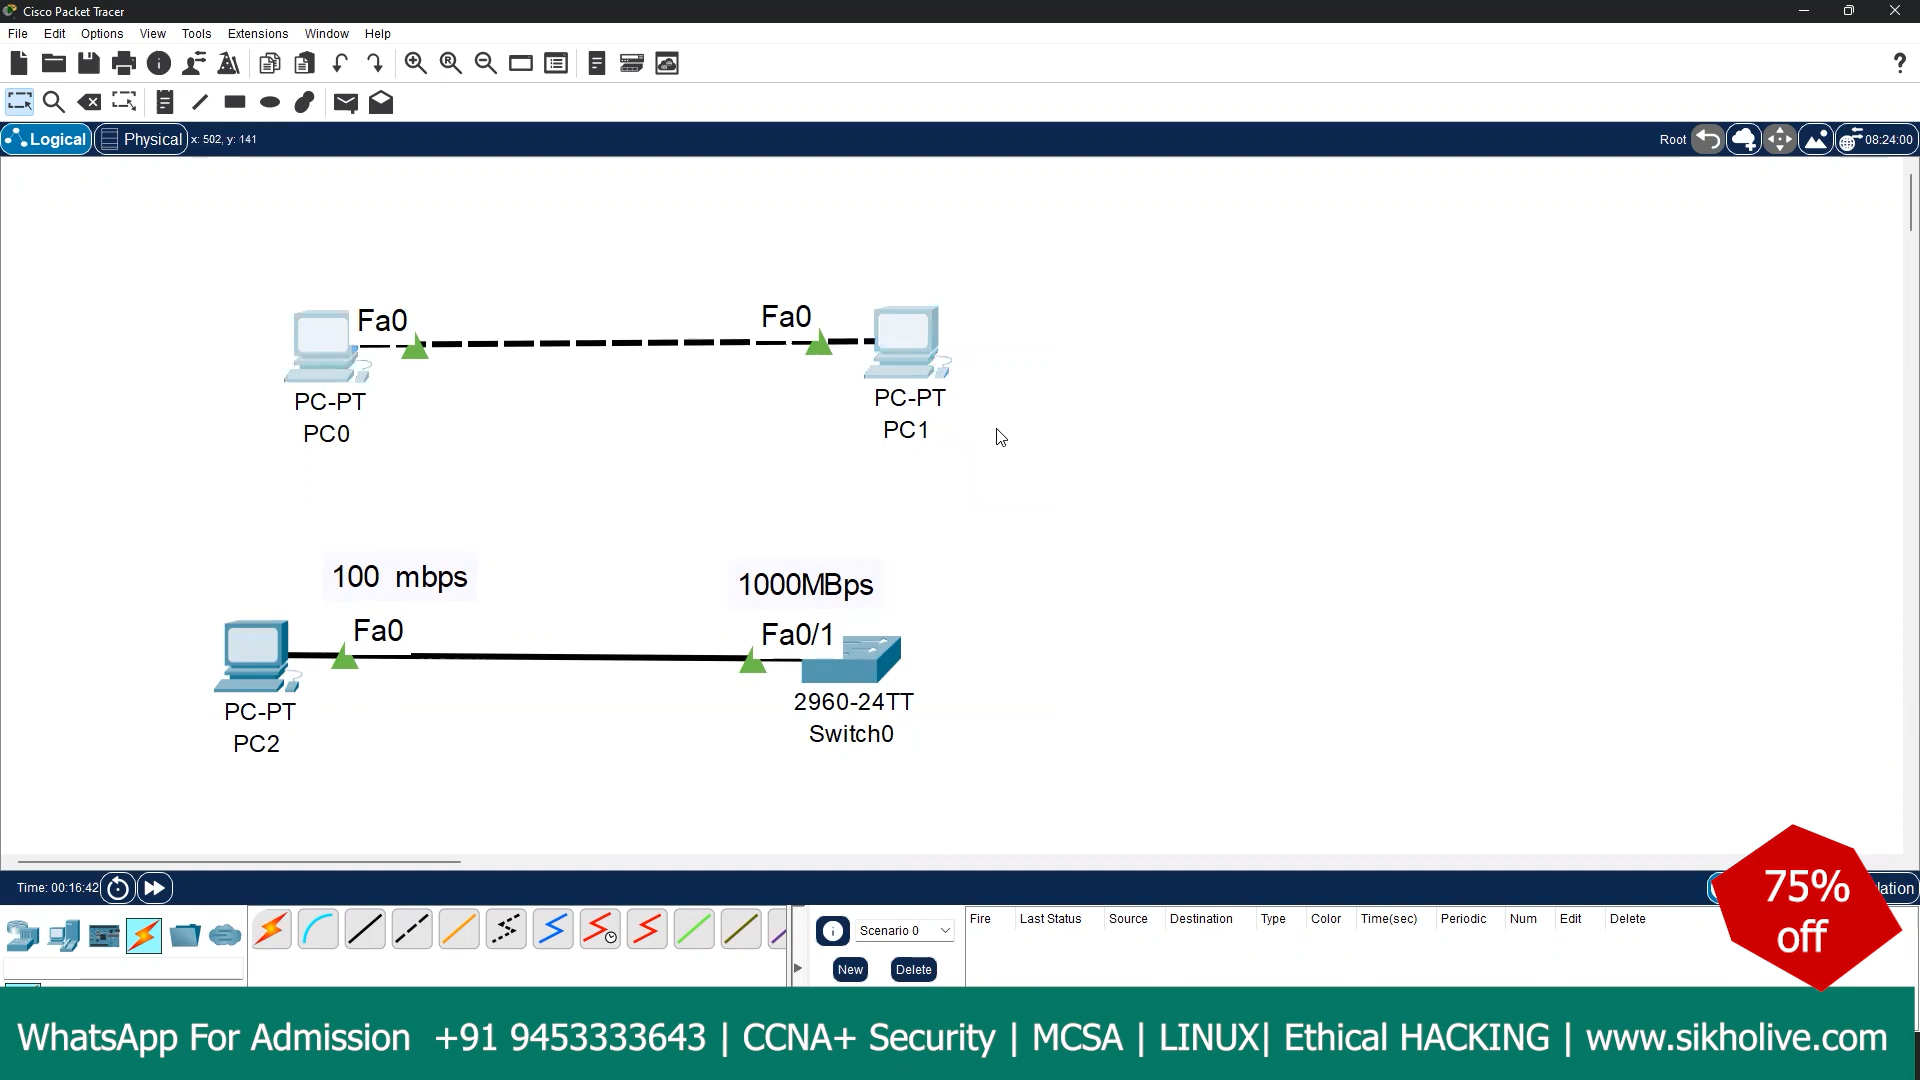 Cisco Packet Tracer
File Edit Options View Tools Extensions Window Help
Logical Physical x: 502, y: 141 Root 08:24:00
Fa0 Fa0
PC-PT
PC0
PC-PT
PC1
100 mbps 1000MBps
Fa0 Fa0/1
PC-PT
PC2
2960-24TT
Switch0
Time: 00:16:42
75%
off
Scenario 0
New Delete
Fire Last Status Source Destination Type Color Time(sec) Periodic Num Edit Delete
WhatsApp For Admission +91 9453333643 | CCNA+ Security | MCSA | LINUX| Ethical HACKING | www.sikholive.com